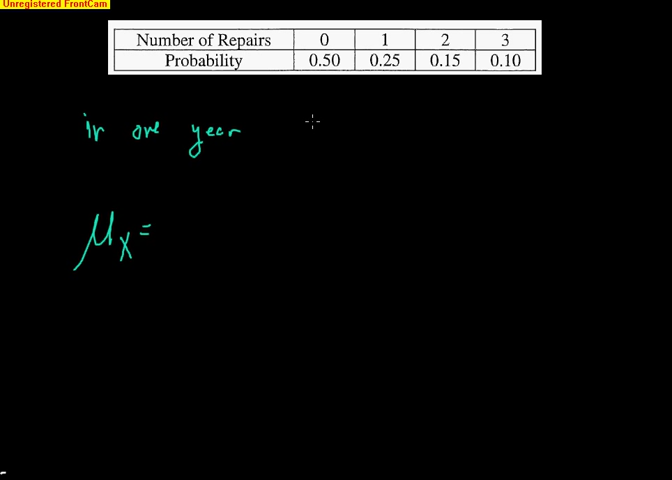 Unregistered FrontCam
Number of Repairs 0 1 2 3
Probability 0.50 0.25 0.15 0.10
in one year
μx =